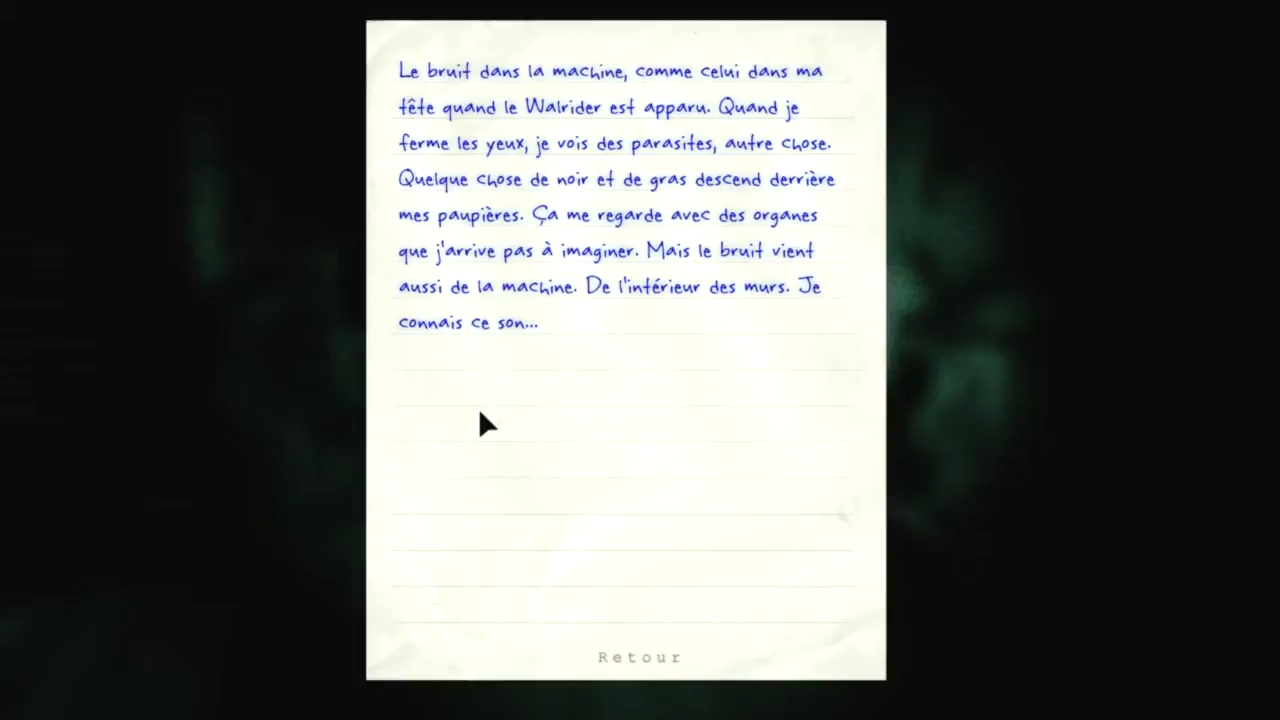 Le bruit dans la machine, comme celui dans ma
tête quand le Walrider est apparu. Quand je
ferme les yeux, je vois des parasites, autre chose.
Quelque chose de noir et de gras descend derrière
mes paupières. Ça me regarde avec des organes
que j'arrive pas à imaginer. Mais le bruit vient
aussi de la machine. De l'intérieur des murs. Je
connais ce son...
Retour